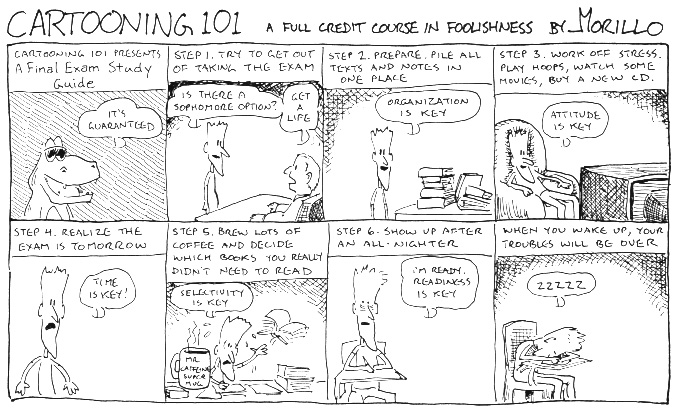 CARTOONING 101 A FULL CREDIT COURSE IN FOOLISHNESS BY MORILLO
CARTOONING 101 PRESENTS
A Final Exam Study
Guide
IT'S
GUARANTEED
STEP 1. TRY TO GET OUT
OF TAKING THE EXAM
IS THERE A
SOPHOMORE OPTION?
GET
A
LIFE
STEP 2. PREPARE. PILE ALL
TEXTS AND NOTES IN
ONE PLACE
ORGANIZATION
IS KEY
STEP 3. WORK OFF STRESS.
PLAY HOOPS, WATCH SOME
MOVIES, BUY A NEW CD.
ATTITUDE
IS KEY
STEP 4. REALIZE THE
EXAM IS TOMORROW
TIME
IS KEY!
STEP 5. BREW LOTS OF
COFFEE AND DECIDE
WHICH BOOKS YOU REALLY
DIDN'T NEED TO READ
SELECTIVITY
IS KEY
MR.
CAFFEINE
SUPER
MUG
STEP 6. SHOW UP AFTER
AN ALL-NIGHTER
I'M READY.
READINESS
IS KEY
WHEN YOU WAKE UP, YOUR
TROUBLES WILL BE OVER
ZZZZZ